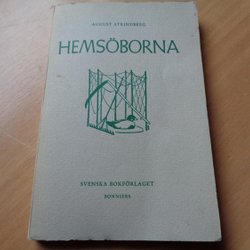 AUGUST STRINDBERG
HEMSÖBORNA
SVENSKA BOKFÖRLAGET
BONNIERS